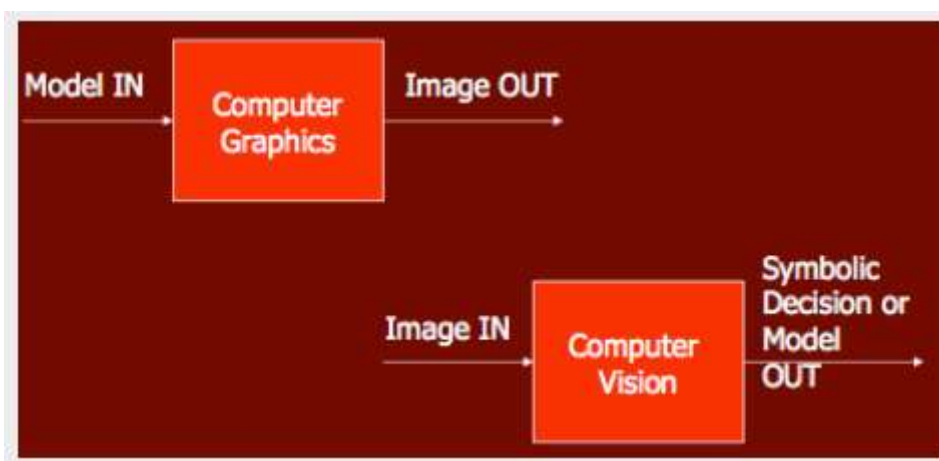 Model IN
Computer
Graphics
Image OUT
Image IN
Computer
Vision
Symbolic
Decision or
Model
OUT